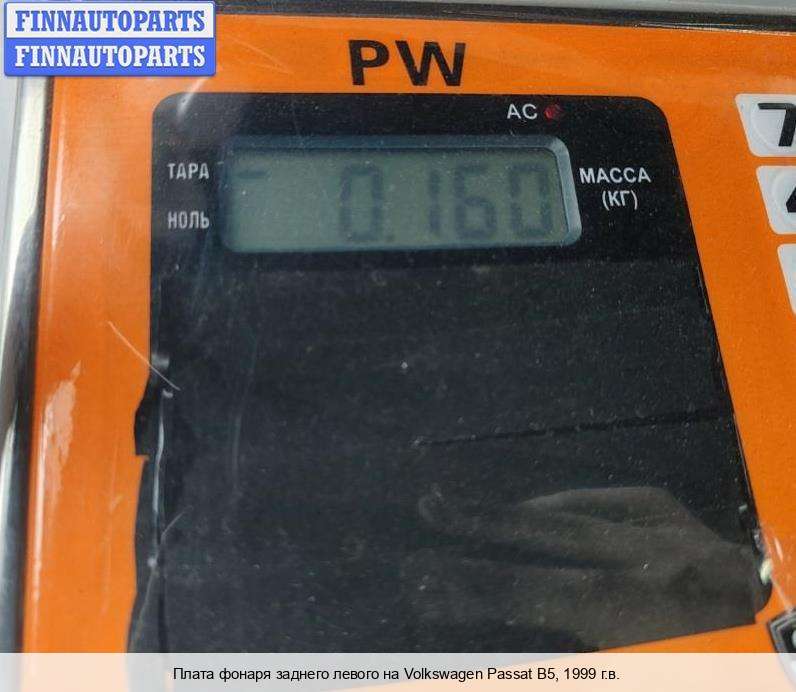 FINNAUTOPARTS
FINNAUTOPARTS
PW
AC
ТАРА
НОЛЬ
0.160
МАССА
(КГ)
7
Плата фонаря заднего левого на Volkswagen Passat B5, 1999 г.в.